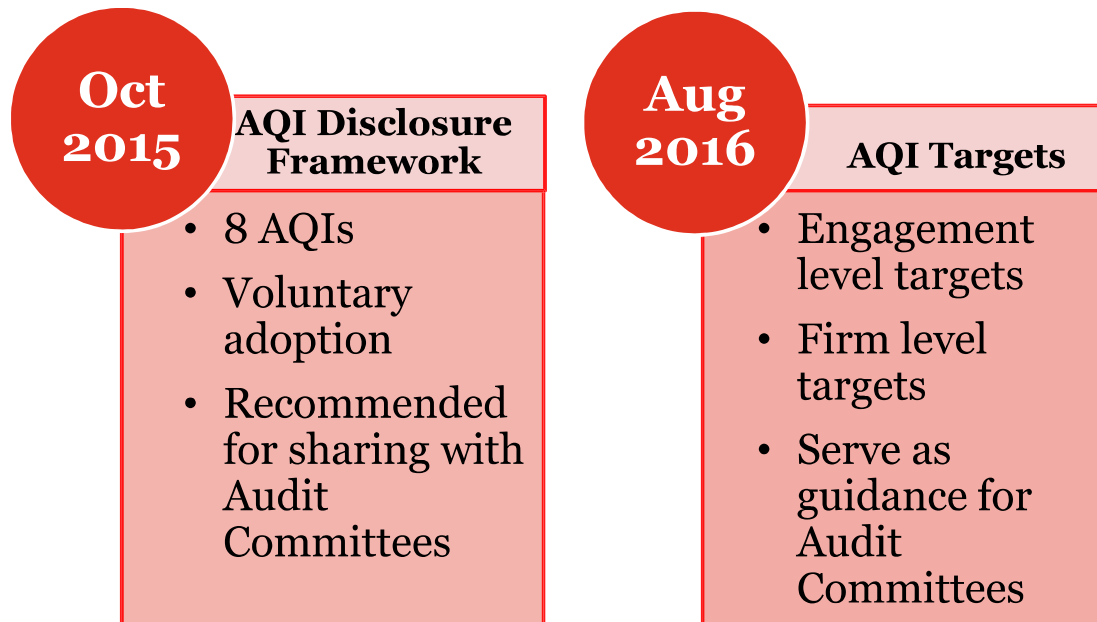 Oct
2015
AQI Disclosure
Framework
• 8 AQIs
• Voluntary
adoption
• Recommended
for sharing with
Audit
Committees
Aug
2016
AQI Targets
• Engagement
level targets
• Firm level
targets
• Serve as
guidance for
Audit
Committees